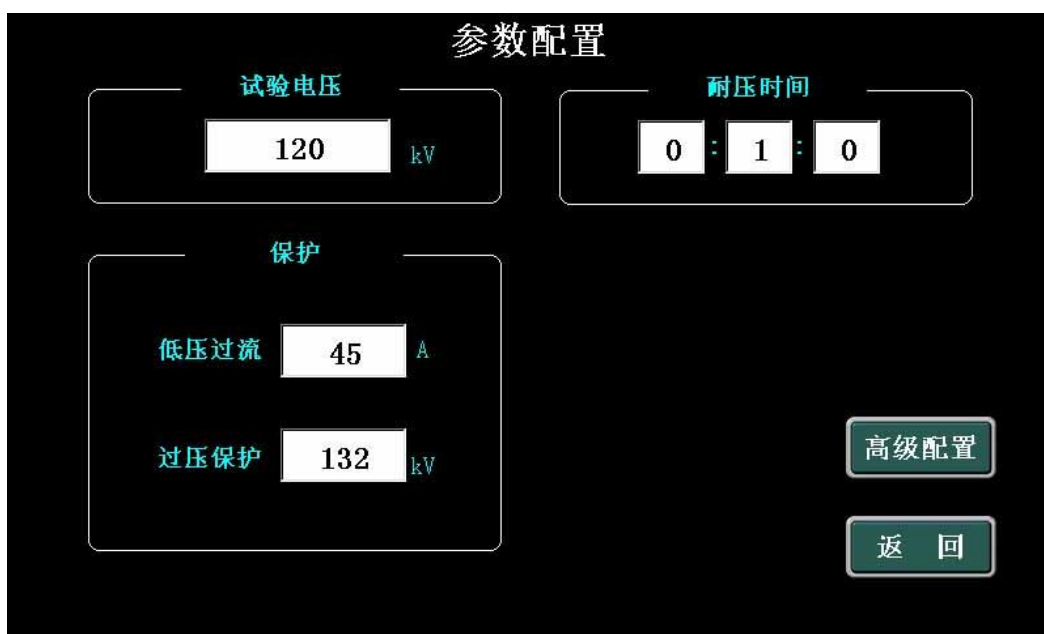 参数配置
试验电压
120 kV
耐压时间
0 : 1 : 0
保护
低压过流 45 A
过压保护 132 kV
高级配置
返 回